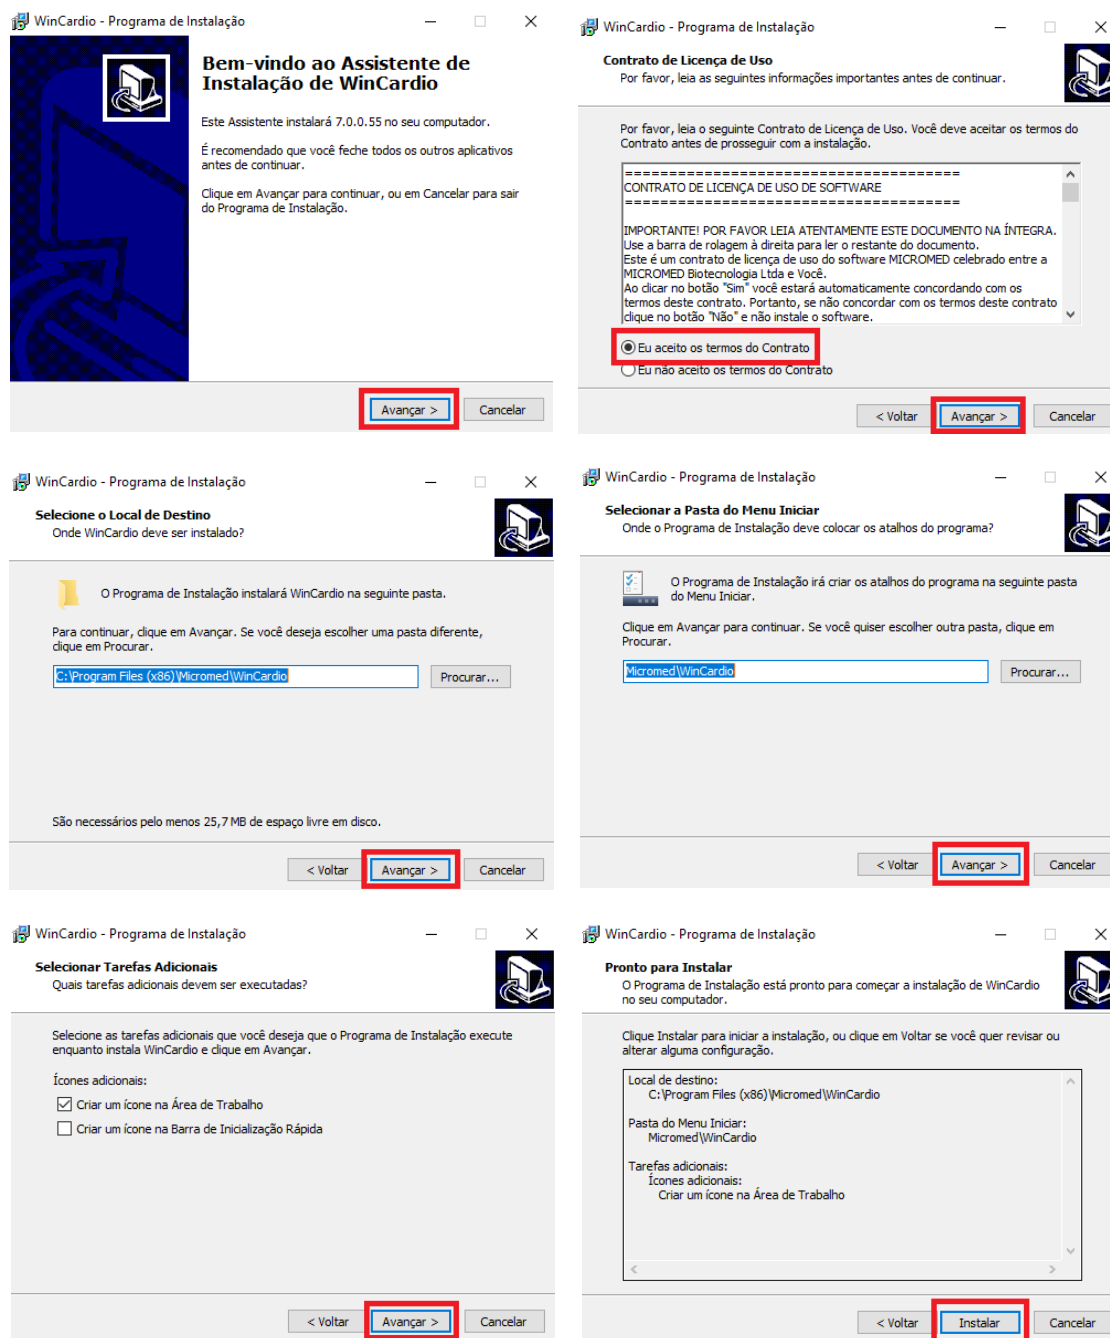 WinCardio - Programa de Instalação
Bem-vindo ao Assistente de
Instalação de WinCardio
Este Assistente instalará 7.0.0.55 no seu computador.
É recomendado que você feche todos os outros aplicativos
antes de continuar.
Clique em Avançar para continuar, ou em Cancelar para sair
do Programa de Instalação.
Avançar >
Cancelar
WinCardio - Programa de Instalação
Contrato de Licença de Uso
Por favor, leia as seguintes informações importantes antes de continuar.
Por favor, leia o seguinte Contrato de Licença de Uso. Você deve aceitar os termos do
Contrato antes de prosseguir com a instalação.
======================================
CONTRATO DE LICENÇA DE USO DE SOFTWARE
======================================
IMPORTANTE! POR FAVOR LEIA ATENTAMENTE ESTE DOCUMENTO NA ÍNTEGRA.
Use a barra de rolagem à direita para ler o restante do documento.
Este é um contrato de licença de uso do software MICROMED celebrado entre a
MICROMED Biotecnologia Ltda e Você.
Ao clicar no botão "Sim" você estará automaticamente concordando com os
termos deste contrato. Portanto, se não concordar com os termos deste contrato
clique no botão "Não" e não instale o software.
Eu aceito os termos do Contrato
Eu não aceito os termos do Contrato
< Voltar
Avançar >
Cancelar
WinCardio - Programa de Instalação
Selecione o Local de Destino
Onde WinCardio deve ser instalado?
O Programa de Instalação instalará WinCardio na seguinte pasta.
Para continuar, clique em Avançar. Se você deseja escolher uma pasta diferente,
clique em Procurar.
C:\Program Files (x86)\Micromed\WinCardio
Procurar...
São necessários pelo menos 25,7 MB de espaço livre em disco.
< Voltar
Avançar >
Cancelar
WinCardio - Programa de Instalação
Selecionar a Pasta do Menu Iniciar
Onde o Programa de Instalação deve colocar os atalhos do programa?
O Programa de Instalação irá criar os atalhos do programa na seguinte pasta
do Menu Iniciar.
Clique em Avançar para continuar. Se você quiser escolher outra pasta, clique em
Procurar.
Micromed\WinCardio
Procurar...
< Voltar
Avançar >
Cancelar
WinCardio - Programa de Instalação
Selecionar Tarefas Adicionais
Quais tarefas adicionais devem ser executadas?
Selecione as tarefas adicionais que você deseja que o Programa de Instalação execute
enquanto instala WinCardio e clique em Avançar.
Ícones adicionais:
Criar um ícone na Área de Trabalho
Criar um ícone na Barra de Inicialização Rápida
< Voltar
Avançar >
Cancelar
WinCardio - Programa de Instalação
Pronto para Instalar
O Programa de Instalação está pronto para começar a instalação de WinCardio
no seu computador.
Clique Instalar para iniciar a instalação, ou clique em Voltar se você quer revisar ou
alterar alguma configuração.
Local de destino:
C:\Program Files (x86)\Micromed\WinCardio
Pasta do Menu Iniciar:
Micromed\WinCardio
Tarefas adicionais:
Ícones adicionais:
Criar um ícone na Área de Trabalho
< Voltar
Instalar
Cancelar